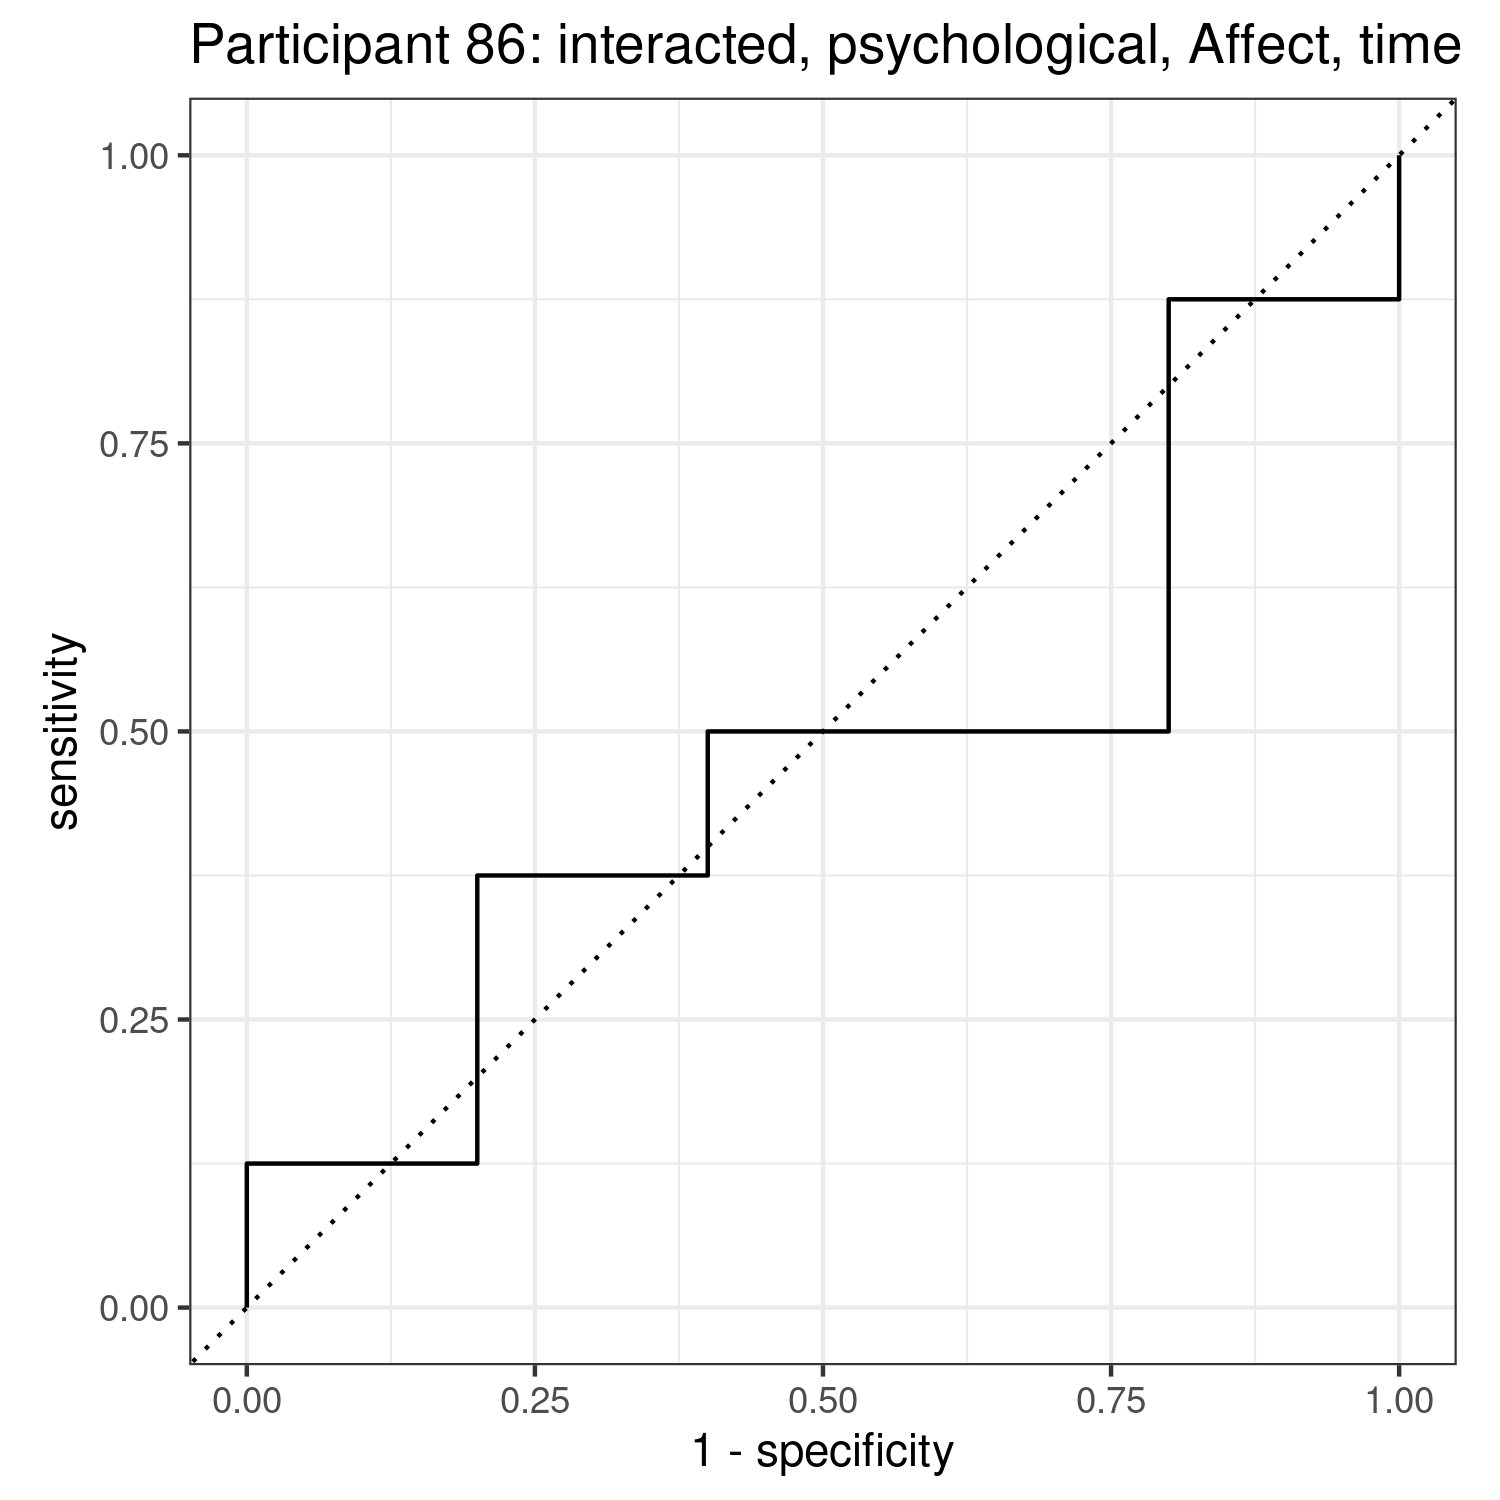 Participant 86: interacted, psychological, Affect, time
sensitivity
1.00
0.75
0.50
0.25
0.00
0.00 0.25 0.50 0.75 1.00
1 - specificity